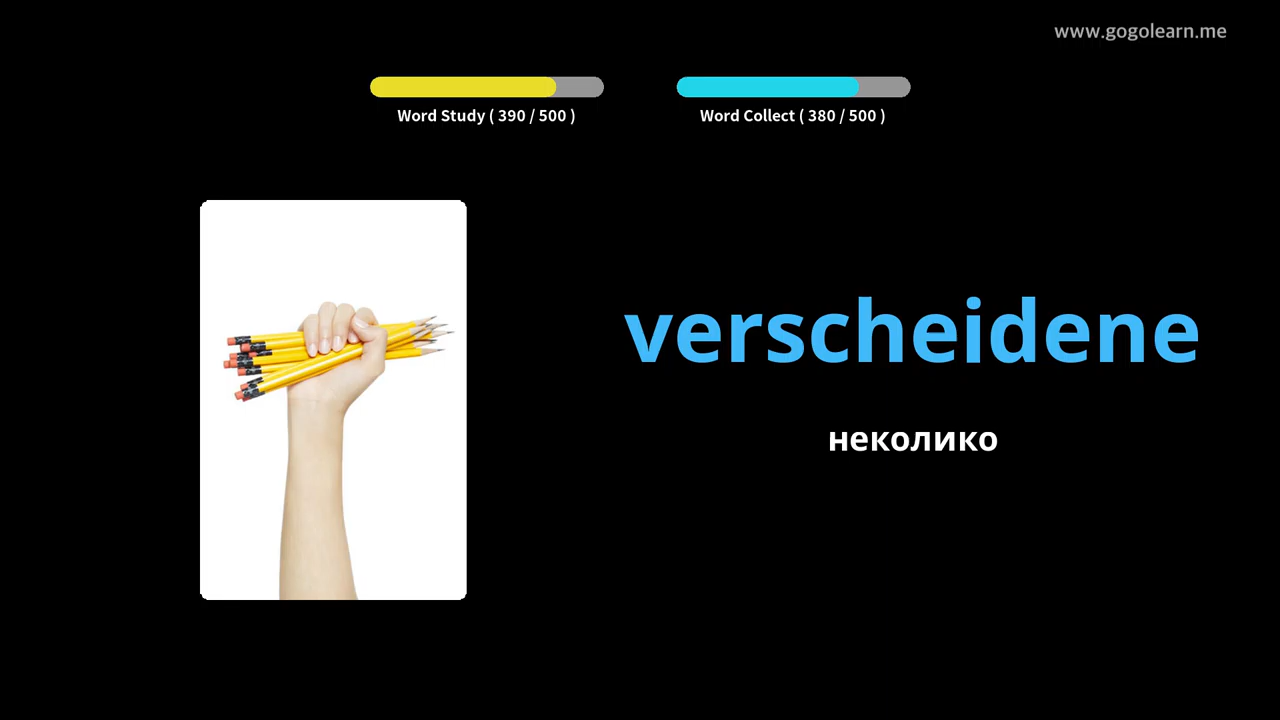 www.gogolearn.me
Word Study ( 390 / 500 )
Word Collect ( 380 / 500 )
verscheidene
неколико